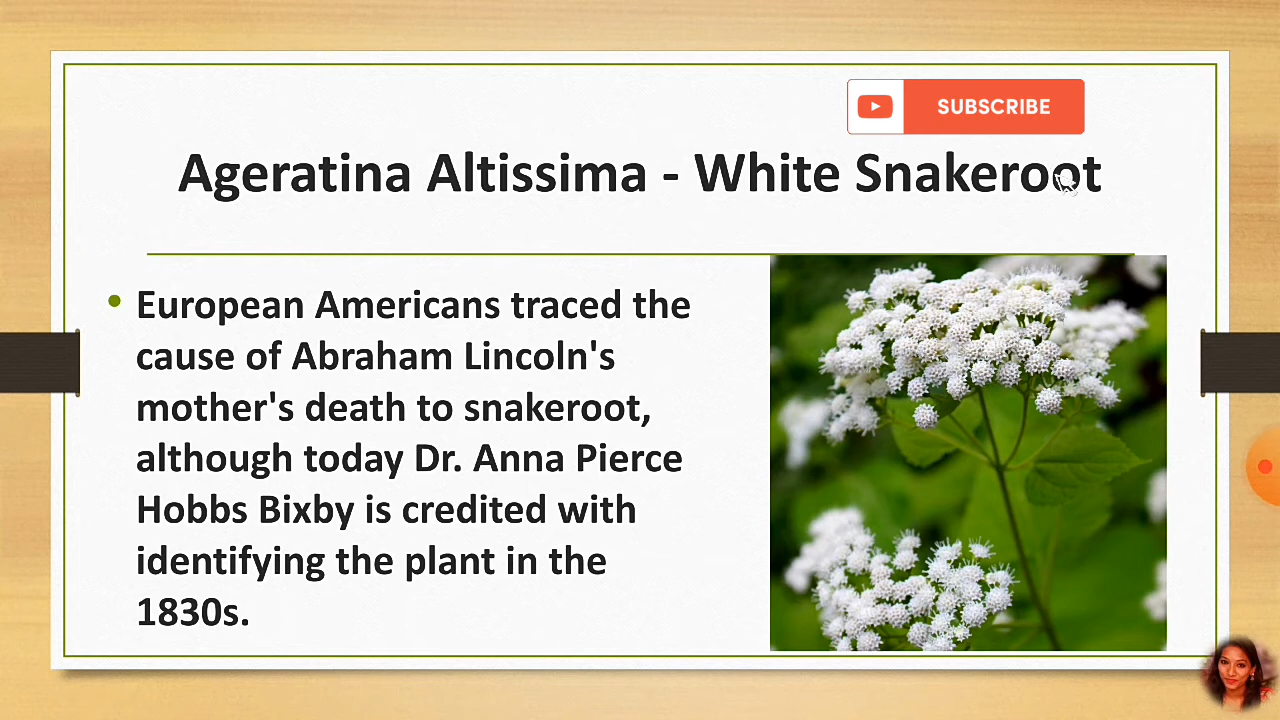 SUBSCRIBE
Ageratina Altissima - White Snakeroot
• European Americans traced the
cause of Abraham Lincoln's
mother's death to snakeroot,
although today Dr. Anna Pierce
Hobbs Bixby is credited with
identifying the plant in the
1830s.